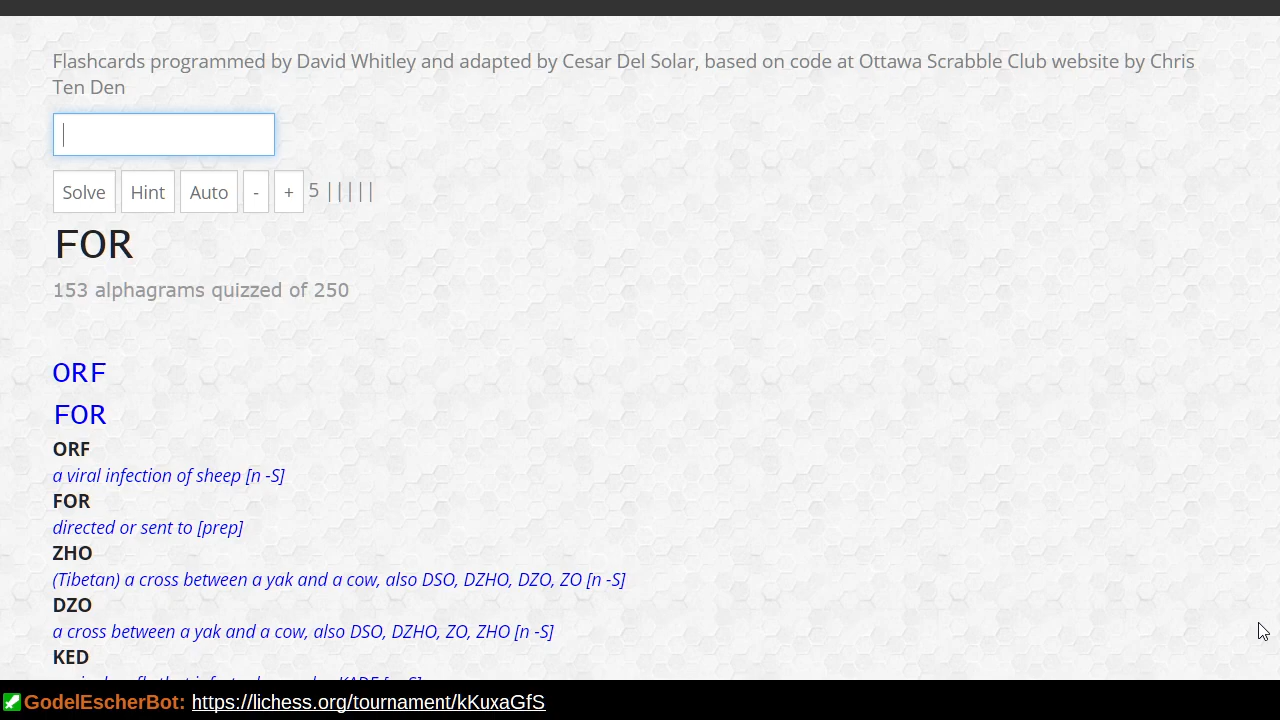 Flashcards programmed by David Whitley and adapted by Cesar Del Solar, based on code at Ottawa Scrabble Club website by Chris
Ten Den
Solve Hint Auto - + 5 |||||
FOR
153 alphagrams quizzed of 250
ORF
FOR
ORF
a viral infection of sheep [n -S]
FOR
directed or sent to [prep]
ZHO
(Tibetan) a cross between a yak and a cow, also DSO, DZHO, DZO, ZO [n -S]
DZO
a cross between a yak and a cow, also DSO, DZHO, ZO, ZHO [n -S]
KED
GodelEscherBot: https://lichess.org/tournament/kKuxaGfS